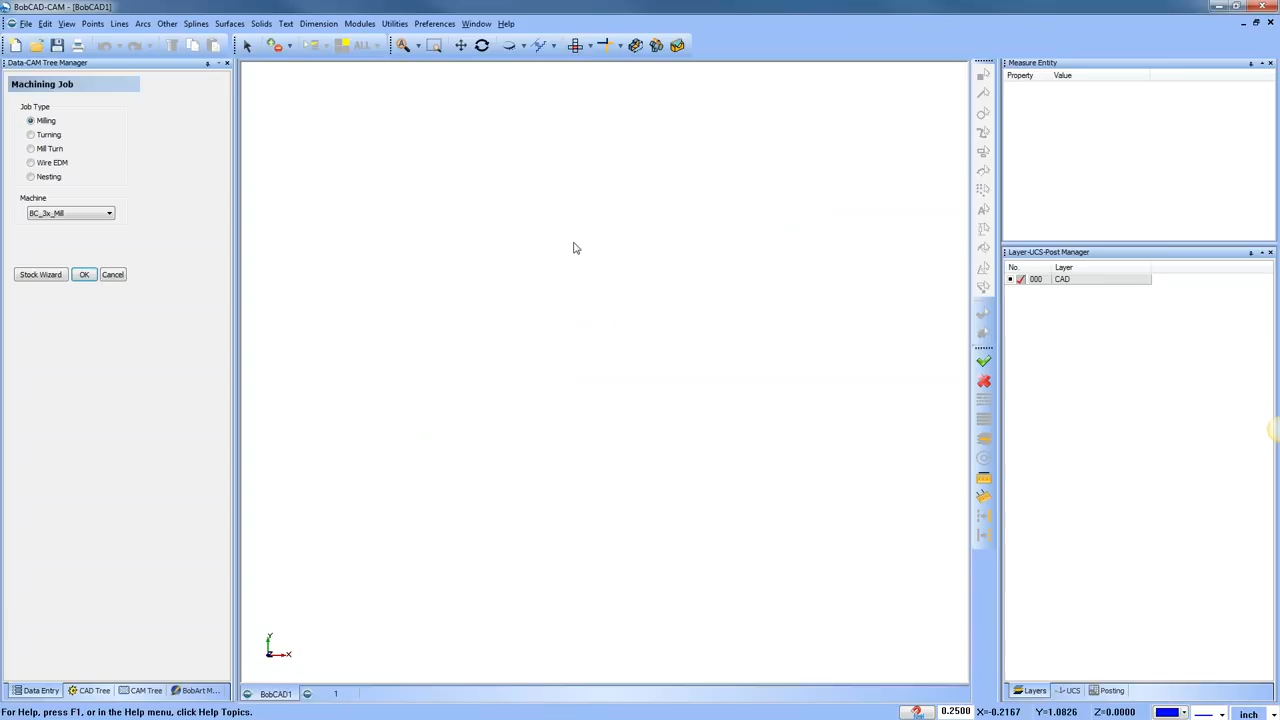 BobCAD-CAM - [BobCAD1]
File Edit View Points Lines Arcs Other Splines Surfaces Solids Text Dimension Modules Utilities Preferences Window Help
ALL
Data-CAM Tree Manager
Measure Entity
Machining Job
Property Value
Job Type
Milling
Turning
Mill Turn
Wire EDM
Nesting
Machine
BC_3x_Mill
Layer-UCS-Post Manager
No. Layer
000 CAD
Stock Wizard OK Cancel
Y
Z X
Data Entry CAD Tree CAM Tree BobArt M...
BobCAD1 1
Layers UCS Posting
For Help, press F1, or in the Help menu, click Help Topics.
0.2500 X=-0.2167 Y=1.0826 Z=0.0000 inch